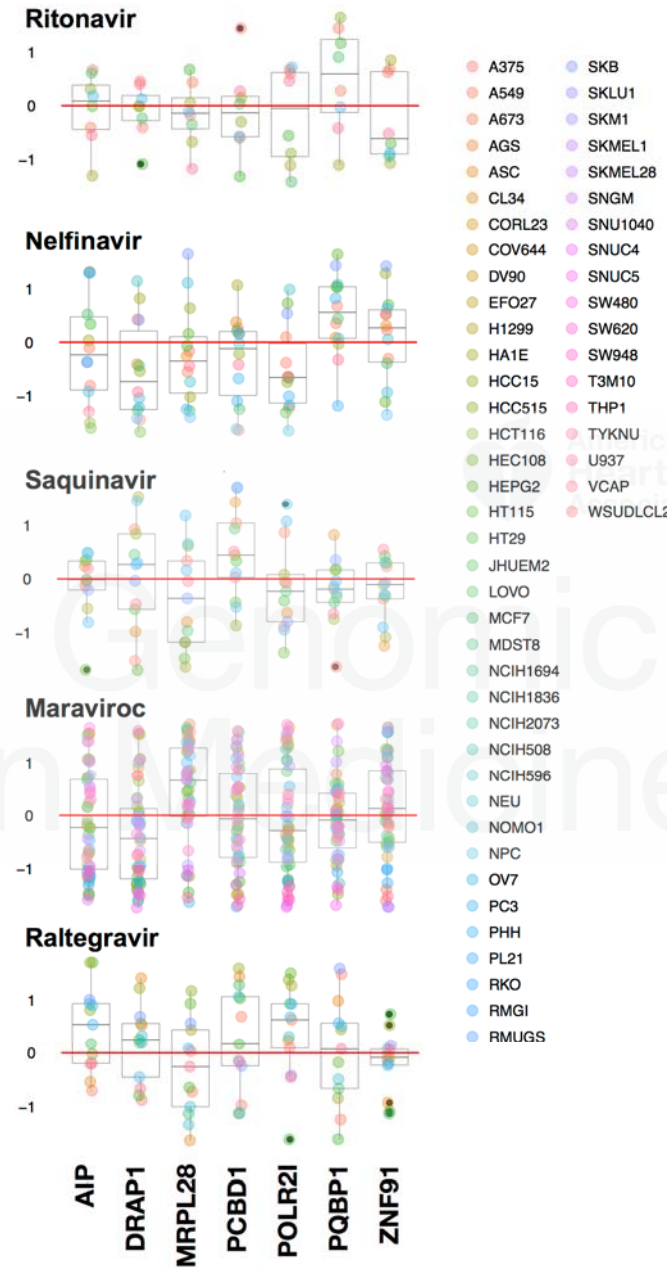 Ritonavir
1
0
−1
Nelfinavir
1
0
−1
Saquinavir
1
0
−1
Maraviroc
1
0
−1
Raltegravir
1
0
−1
AIP
DRAP1
MRPL28
PCBD1
POLR2I
PQBP1
ZNF91
A375
A549
A673
AGS
ASC
CL34
CORL23
COV644
DV90
EFO27
H1299
HA1E
HCC15
HCC515
HCT116
HEC108
HEPG2
HT115
HT29
JHUEM2
LOVO
MCF7
MDST8
NCIH1694
NCIH1836
NCIH2073
NCIH508
NCIH596
NEU
NOMO1
NPC
OV7
PC3
PHH
PL21
RKO
RMGI
RMUGS
SKB
SKLU1
SKM1
SKMEL1
SKMEL28
SNGM
SNU1040
SNUC4
SNUC5
SW480
SW620
SW948
T3M10
THP1
TYKNU
U937
VCAP
WSUDLCL2
Genomic
Medicine
Heart